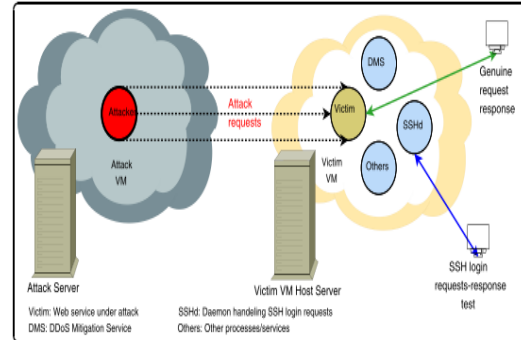 DMS
Genuine
request
response
Attacker
Attack
requests
Victim
SSHd
Attack
VM
Victim
VM
Others
SSH login
requests-response
test
Attack Server
Victim VM Host Server
Victim: Web service under attack
SSHd: Daemon handeling SSH login requests
DMS: DDoS Mitigation Service
Others: Other processes/services